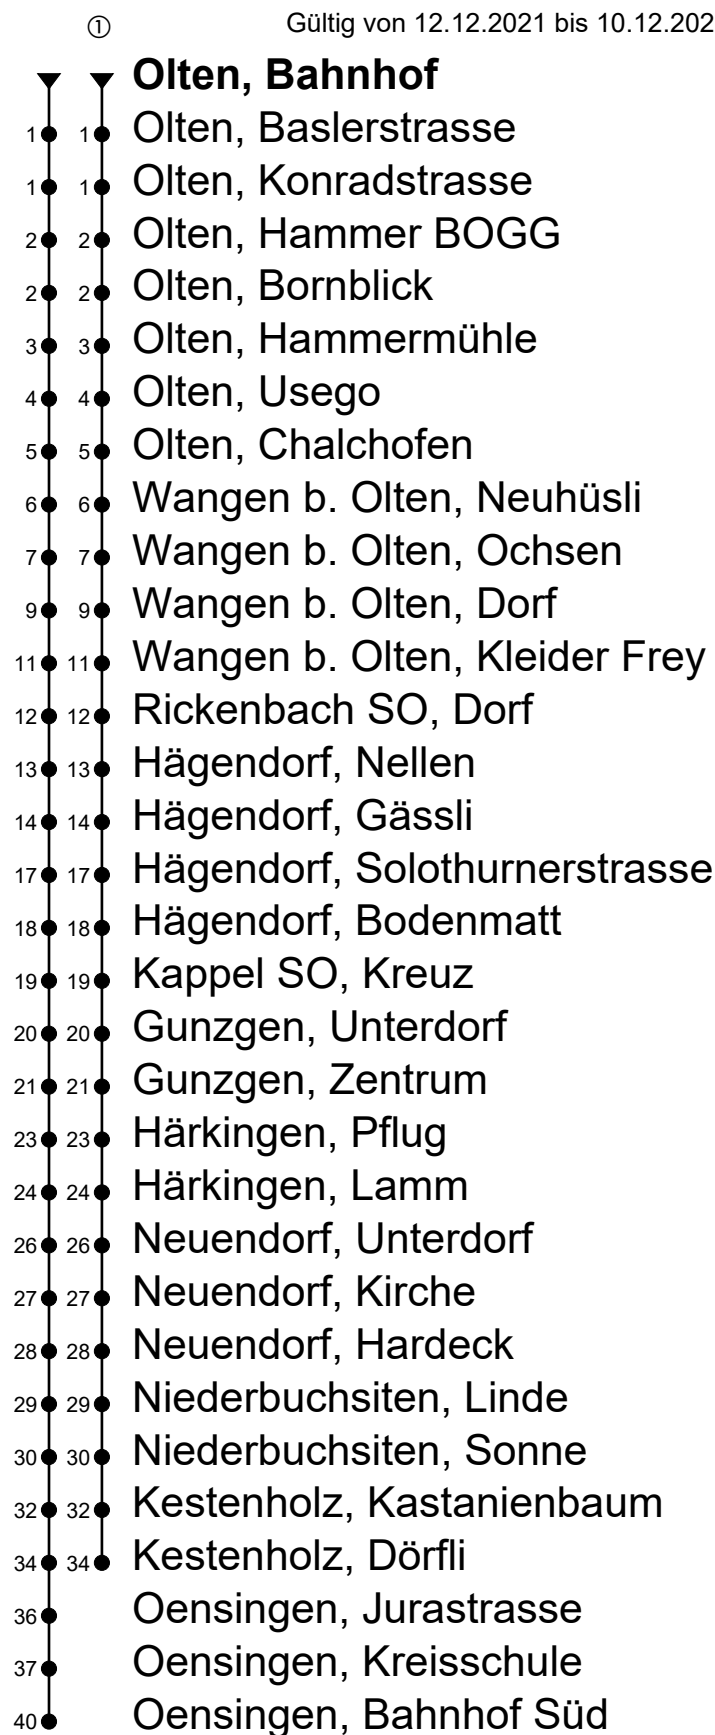 ① Gültig von 12.12.2021 bis 10.12.202
Olten, Bahnhof
1 1 Olten, Baslerstrasse
1 1 Olten, Konradstrasse
2 2 Olten, Hammer BOGG
2 2 Olten, Bornblick
3 3 Olten, Hammermühle
4 4 Olten, Usego
5 5 Olten, Chalchofen
6 6 Wangen b. Olten, Neuhüsli
7 7 Wangen b. Olten, Ochsen
9 9 Wangen b. Olten, Dorf
11 11 Wangen b. Olten, Kleider Frey
12 12 Rickenbach SO, Dorf
13 13 Hägendorf, Nellen
14 14 Hägendorf, Gässli
17 17 Hägendorf, Solothurnerstrasse
18 18 Hägendorf, Bodenmatt
19 19 Kappel SO, Kreuz
20 20 Gunzgen, Unterdorf
21 21 Gunzgen, Zentrum
23 23 Härkingen, Pflug
24 24 Härkingen, Lamm
26 26 Neuendorf, Unterdorf
27 27 Neuendorf, Kirche
28 28 Neuendorf, Hardeck
29 29 Niederbuchsiten, Linde
30 30 Niederbuchsiten, Sonne
32 32 Kestenholz, Kastanienbaum
34 34 Kestenholz, Dörfli
36 Oensingen, Jurastrasse
37 Oensingen, Kreisschule
40 Oensingen, Bahnhof Süd